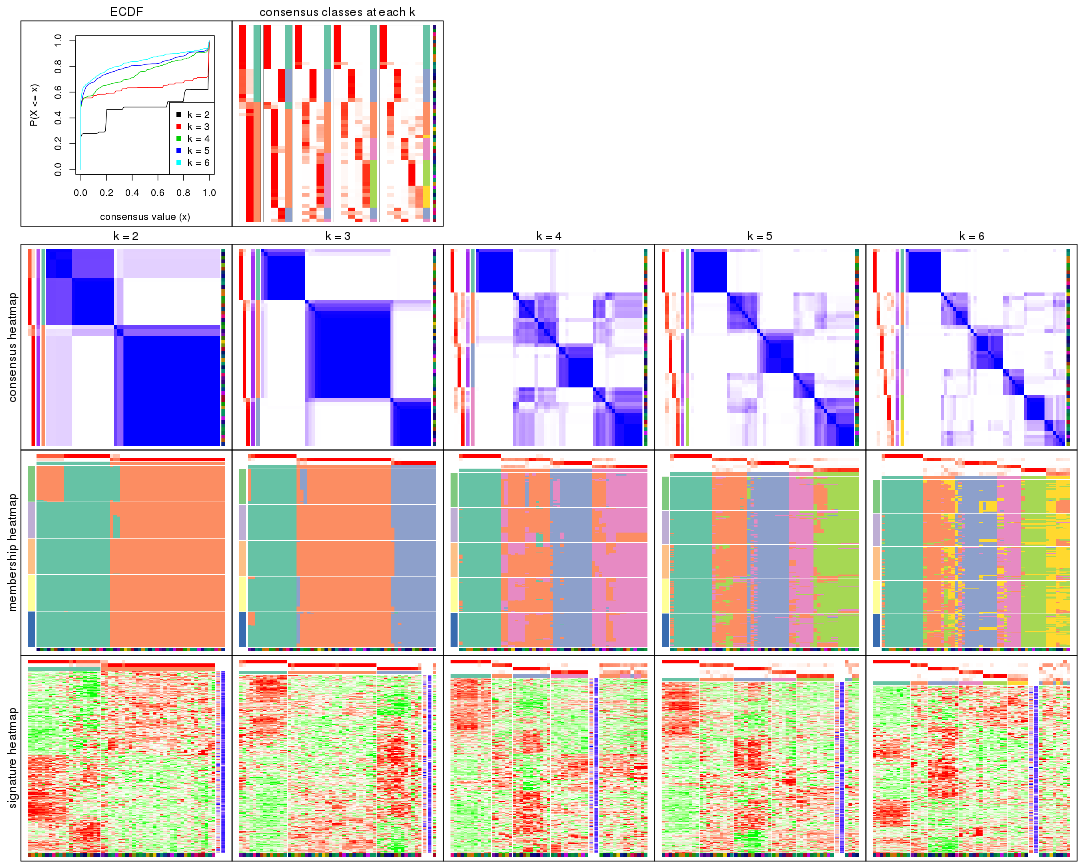 ECDF
consensus classes at each k
P(X <= x)
1.0
0.8
0.6
0.4
0.2
0.0
k = 2
k = 3
k = 4
k = 5
k = 6
0.0 0.2 0.4 0.6 0.8 1.0
consensus value (x)
k = 2
k = 3
k = 4
k = 5
k = 6
consensus heatmap
membership heatmap
signature heatmap